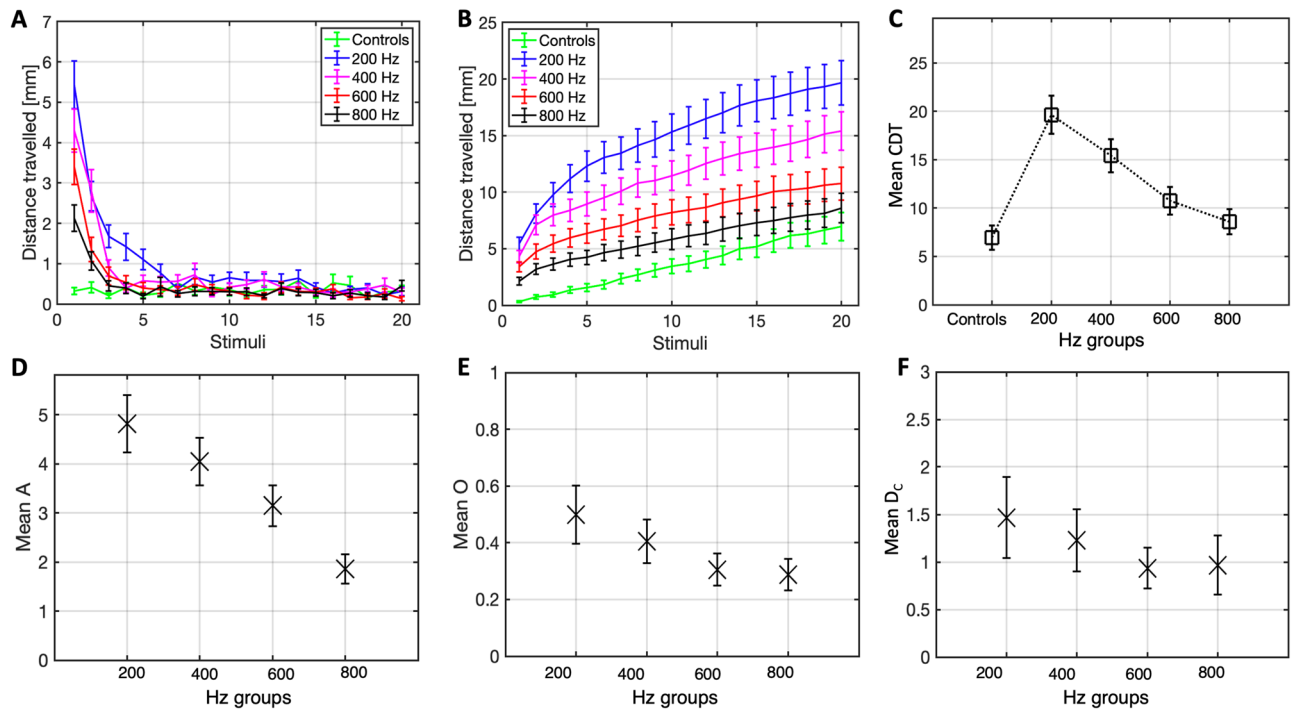 A
Distance travelled [mm]
7
6
5
4
3
2
1
0
0
5
10
15
20
Stimuli
Controls
200 Hz
400 Hz
600 Hz
800 Hz
B
Distance travelled [mm]
25
20
15
10
5
0
0
5
10
15
20
Stimuli
Controls
200 Hz
400 Hz
600 Hz
800 Hz
C
Mean CDT
25
20
15
10
5
0
Controls
200
400
600
800
Hz groups
D
Mean A
5
4
3
2
1
0
200
400
600
800
Hz groups
E
Mean O
1
0.8
0.6
0.4
0.2
0
200
400
600
800
Hz groups
F
Mean D_C
3
2.5
2
1.5
1
0.5
0
200
400
600
800
Hz groups